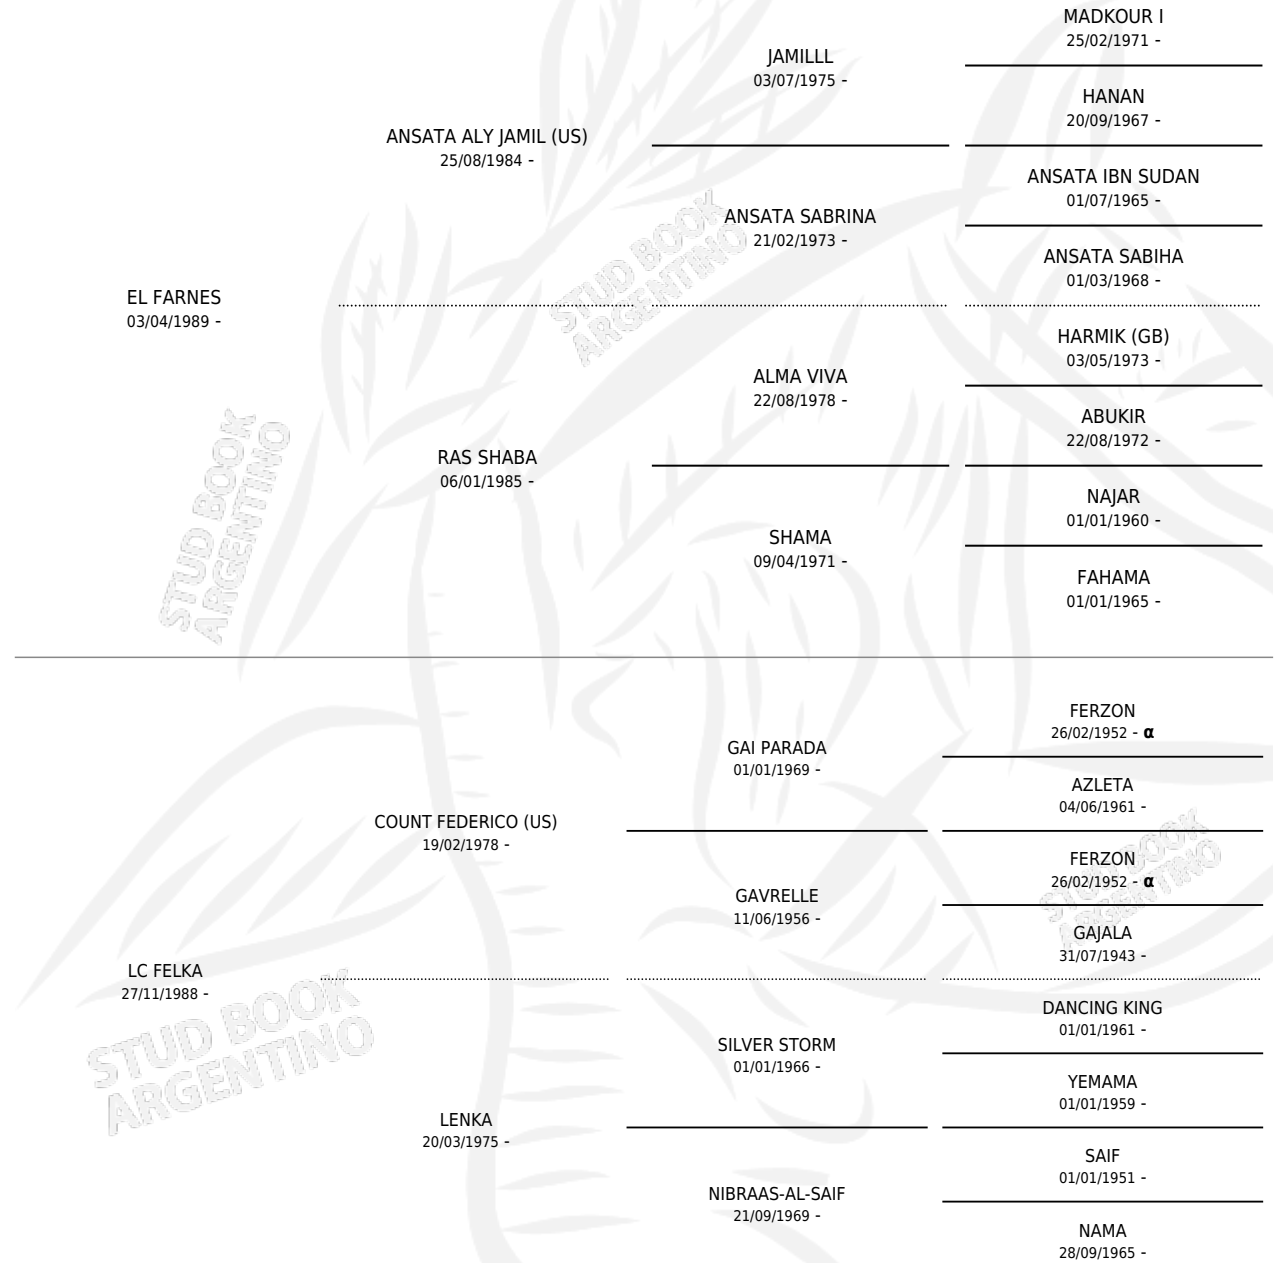 MADKOUR I
25/02/1971 -
JAMILLL
03/07/1975 -
HANAN
20/09/1967 -
ANSATA ALY JAMIL (US)
25/08/1984 -
ANSATA IBN SUDAN
01/07/1965 -
ANSATA SABRINA
21/02/1973 -
ANSATA SABIHA
01/03/1968 -
STUD BOOK
ARGENTINO
EL FARNES
03/04/1989 -
HARMIK (GB)
03/05/1973 -
ALMA VIVA
22/08/1978 -
ABUKIR
22/08/1972 -
RAS SHABA
06/01/1985 -
NAJAR
01/01/1960 -
SHAMA
09/04/1971 -
FAHAMA
01/01/1965 -
STUD BOOK
ARGENTINO
FERZON
26/02/1952 - α
GAI PARADA
01/01/1969 -
AZLETA
04/06/1961 -
COUNT FEDERICO (US)
19/02/1978 -
FERZON
26/02/1952 - α
GAVRELLE
11/06/1956 -
GAJALA
31/07/1943 -
STUD BOOK
ARGENTINO
LC FELKA
27/11/1988 -
DANCING KING
01/01/1961 -
SILVER STORM
01/01/1966 -
YEMAMA
01/01/1959 -
LENKA
20/03/1975 -
SAIF
01/01/1951 -
NIBRAAS-AL-SAIF
21/09/1969 -
NAMA
28/09/1965 -
STUD BOOK
ARGENTINO